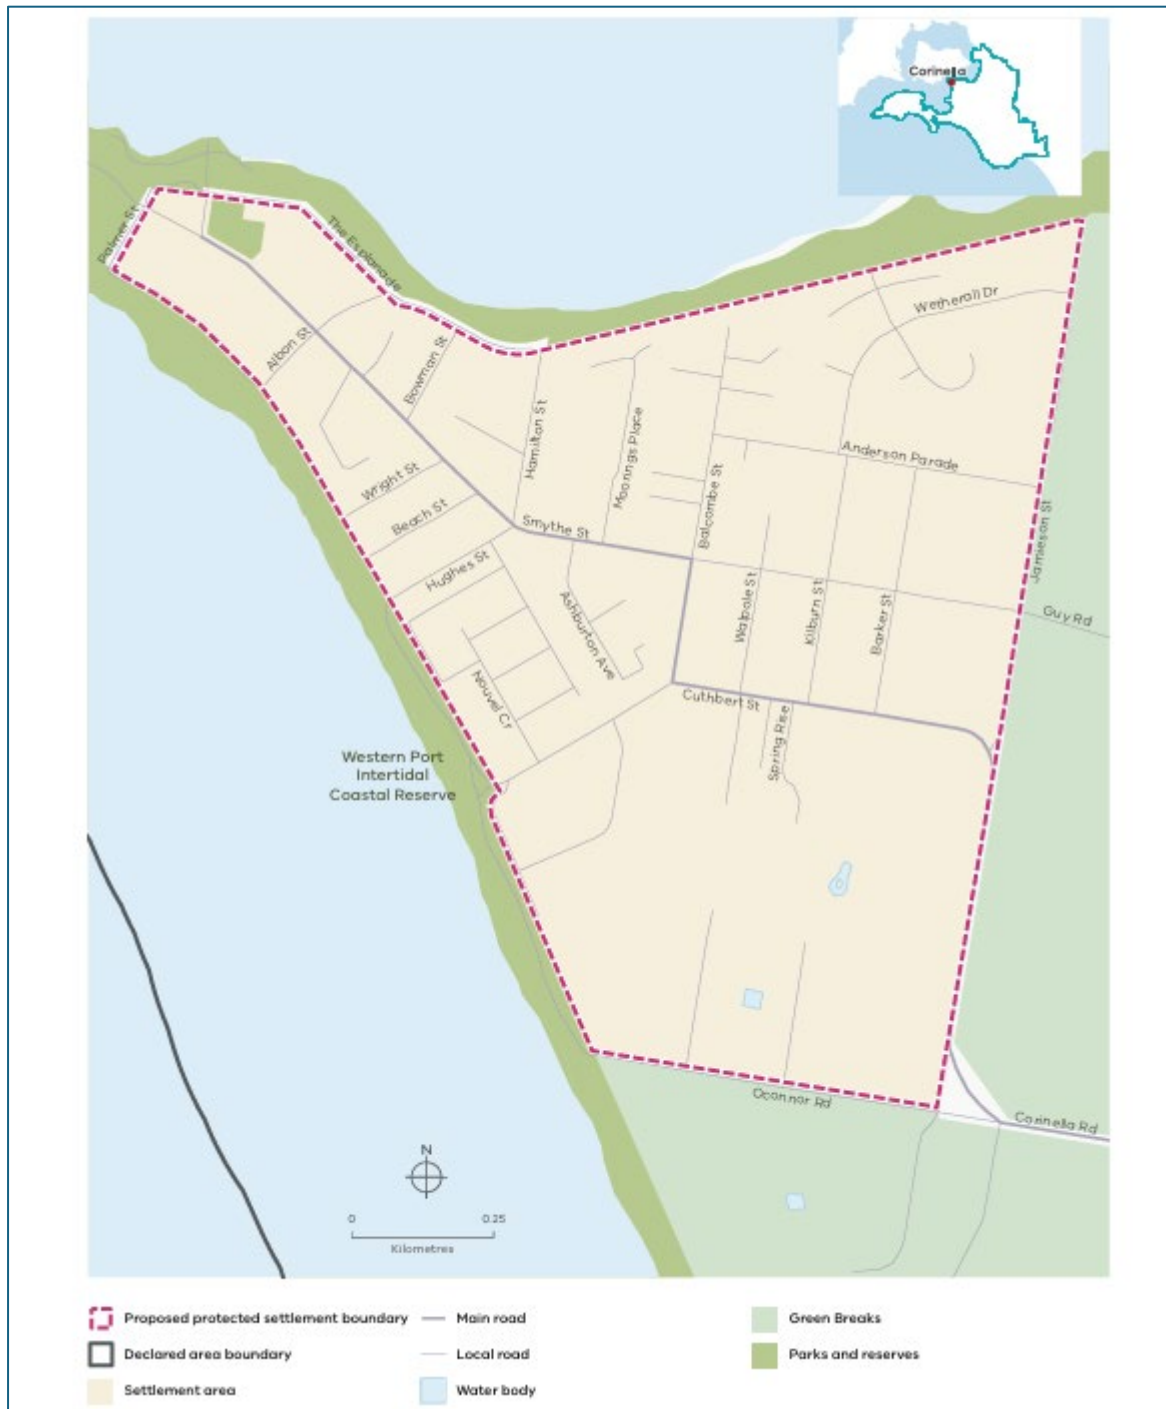 Corinella
Palmer St
The Esplanade
Wetherall Dr
Albon St
Bowman St
Hamilton St
Moorings Place
Anderson Parade
Balcombe St
Wright St
Beach St
Smythe St
Jamieson St
Hughes St
Ashburton Ave
Walpole St
Kilburn St
Barker St
Guy Rd
Nouvel Cr
Cuthbert St
Spring Rise
Western Port
Intertidal
Coastal Reserve
Oconnor Rd
Corinella Rd
N
0 0.25
Kilometres
Proposed protected settlement boundary
Main road
Green Breaks
Declared area boundary
Local road
Parks and reserves
Settlement area
Water body